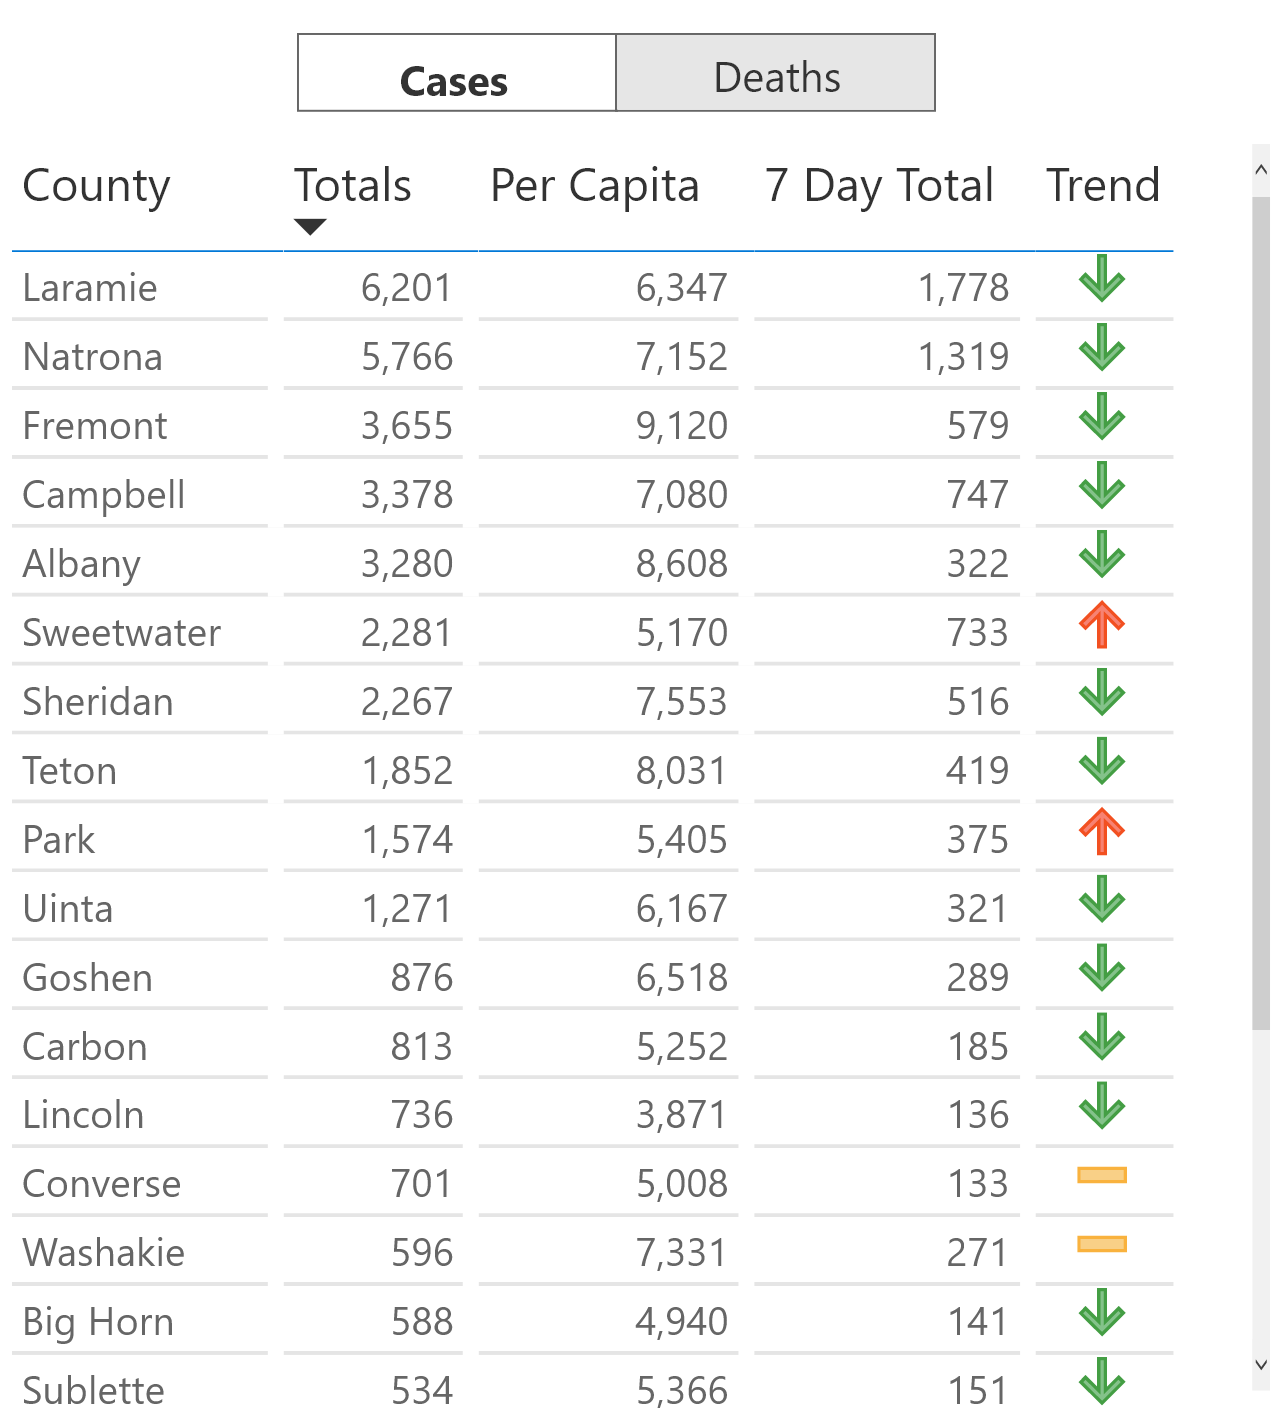 Cases Deaths
County Totals Per Capita 7 Day Total Trend
Laramie 6,201 6,347 1,778
Natrona 5,766 7,152 1,319
Fremont 3,655 9,120 579
Campbell 3,378 7,080 747
Albany 3,280 8,608 322
Sweetwater 2,281 5,170 733
Sheridan 2,267 7,553 516
Teton 1,852 8,031 419
Park 1,574 5,405 375
Uinta 1,271 6,167 321
Goshen 876 6,518 289
Carbon 813 5,252 185
Lincoln 736 3,871 136
Converse 701 5,008 133
Washakie 596 7,331 271
Big Horn 588 4,940 141
Sublette 534 5,366 151